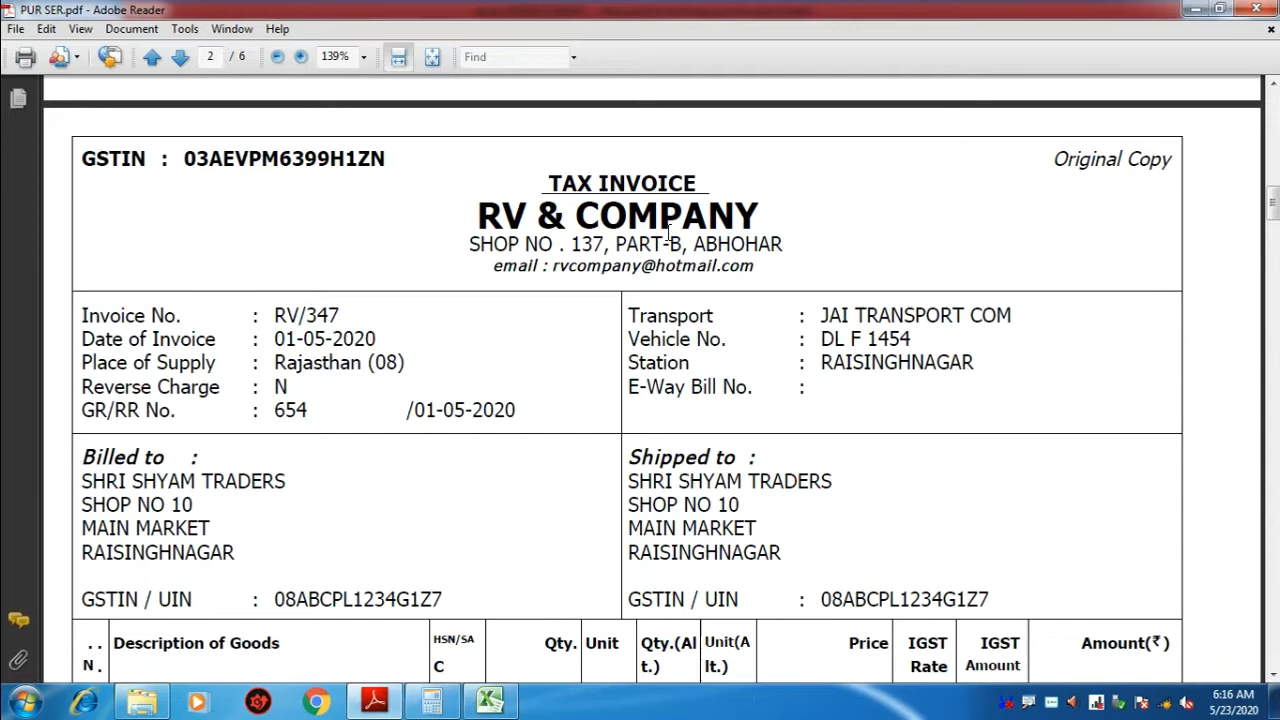 PUR SER.pdf - Adobe Reader
File Edit View Document Tools Window Help
2 / 6 139% Find
GSTIN : 03AEVPM6399H1ZN Original Copy
TAX INVOICE
RV & COMPANY
SHOP NO . 137, PART-B, ABHOHAR
email : rvcompany@hotmail.com
Invoice No. : RV/347 Transport : JAI TRANSPORT COM
Date of Invoice : 01-05-2020 Vehicle No. : DL F 1454
Place of Supply : Rajasthan (08) Station : RAISINGHNAGAR
Reverse Charge : N E-Way Bill No. :
GR/RR No. : 654 /01-05-2020
Billed to : Shipped to :
SHRI SHYAM TRADERS SHRI SHYAM TRADERS
SHOP NO 10 SHOP NO 10
MAIN MARKET MAIN MARKET
RAISINGHNAGAR RAISINGHNAGAR
GSTIN / UIN : 08ABCPL1234G1Z7 GSTIN / UIN : 08ABCPL1234G1Z7
. . Description of Goods HSN/SA Qty. Unit Qty.(Al Unit(A Price IGST IGST Amount(₹)
N . C t.) lt.) Rate Amount
6:16 AM
5/23/2020